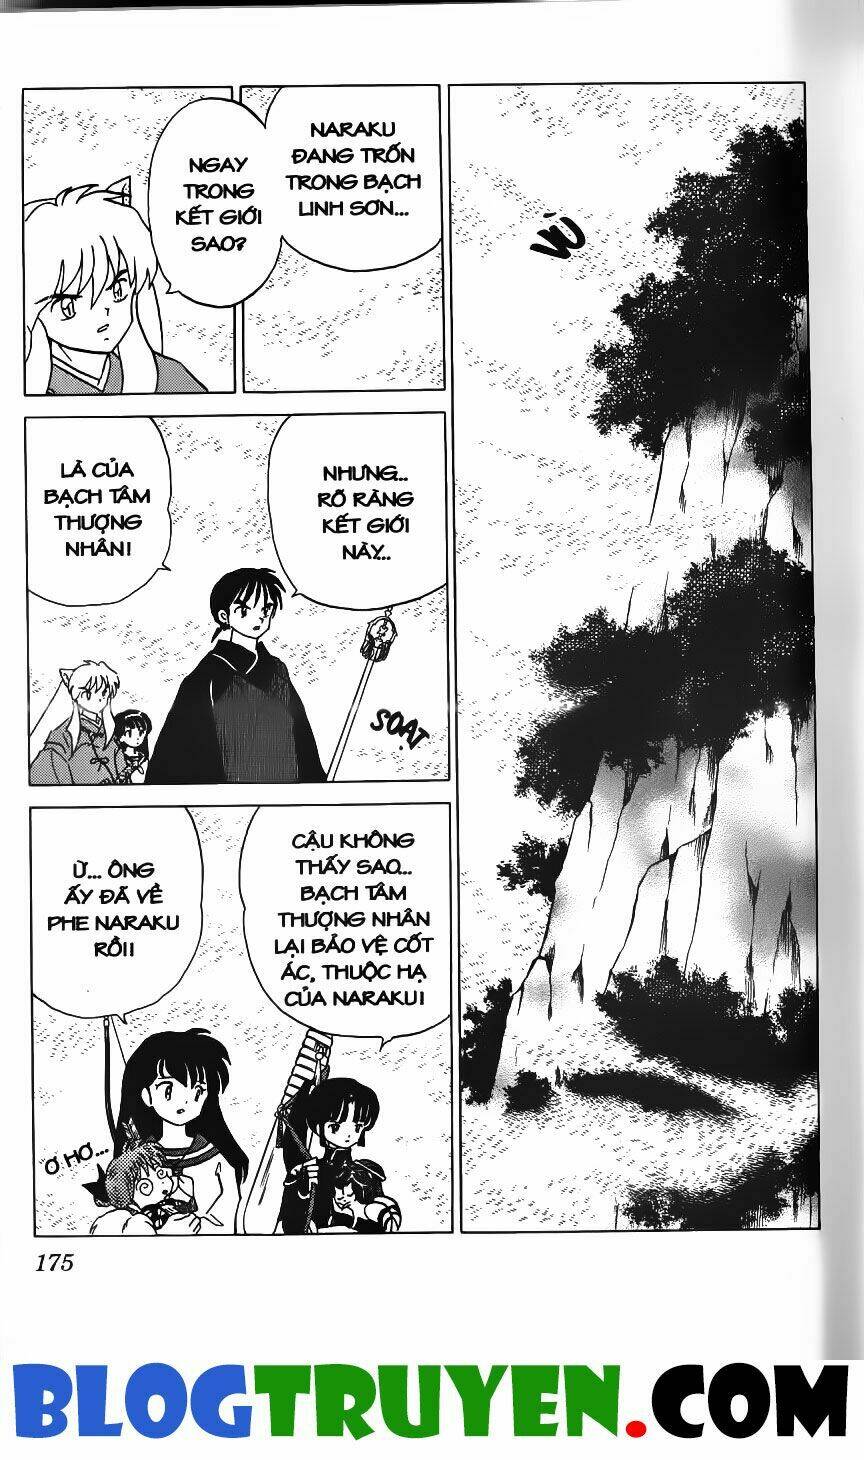 VÙ
NARAKU
ĐANG TRỐN
TRONG BẠCH
LINH SƠN...
NGAY
TRONG
KẾT GIỚI
SAO?
NHƯNG...
RÕ RÀNG
KẾT GIỚI
NÀY...
LÀ CỦA
BẠCH TÂM
THƯỢNG
NHÂN!
SOẠT
CẬU KHÔNG
THẤY SAO...
BẠCH TÂM
THƯỢNG NHÂN
LẠI BẢO VỆ CỐT
ÁC, THUỘC HẠ
CỦA NARAKU!
Ừ... ÔNG
ẤY ĐÃ VỀ
PHE NARAKU
RỒI!
Ơ HƠ...
175
BLOGTRUYEN.COM